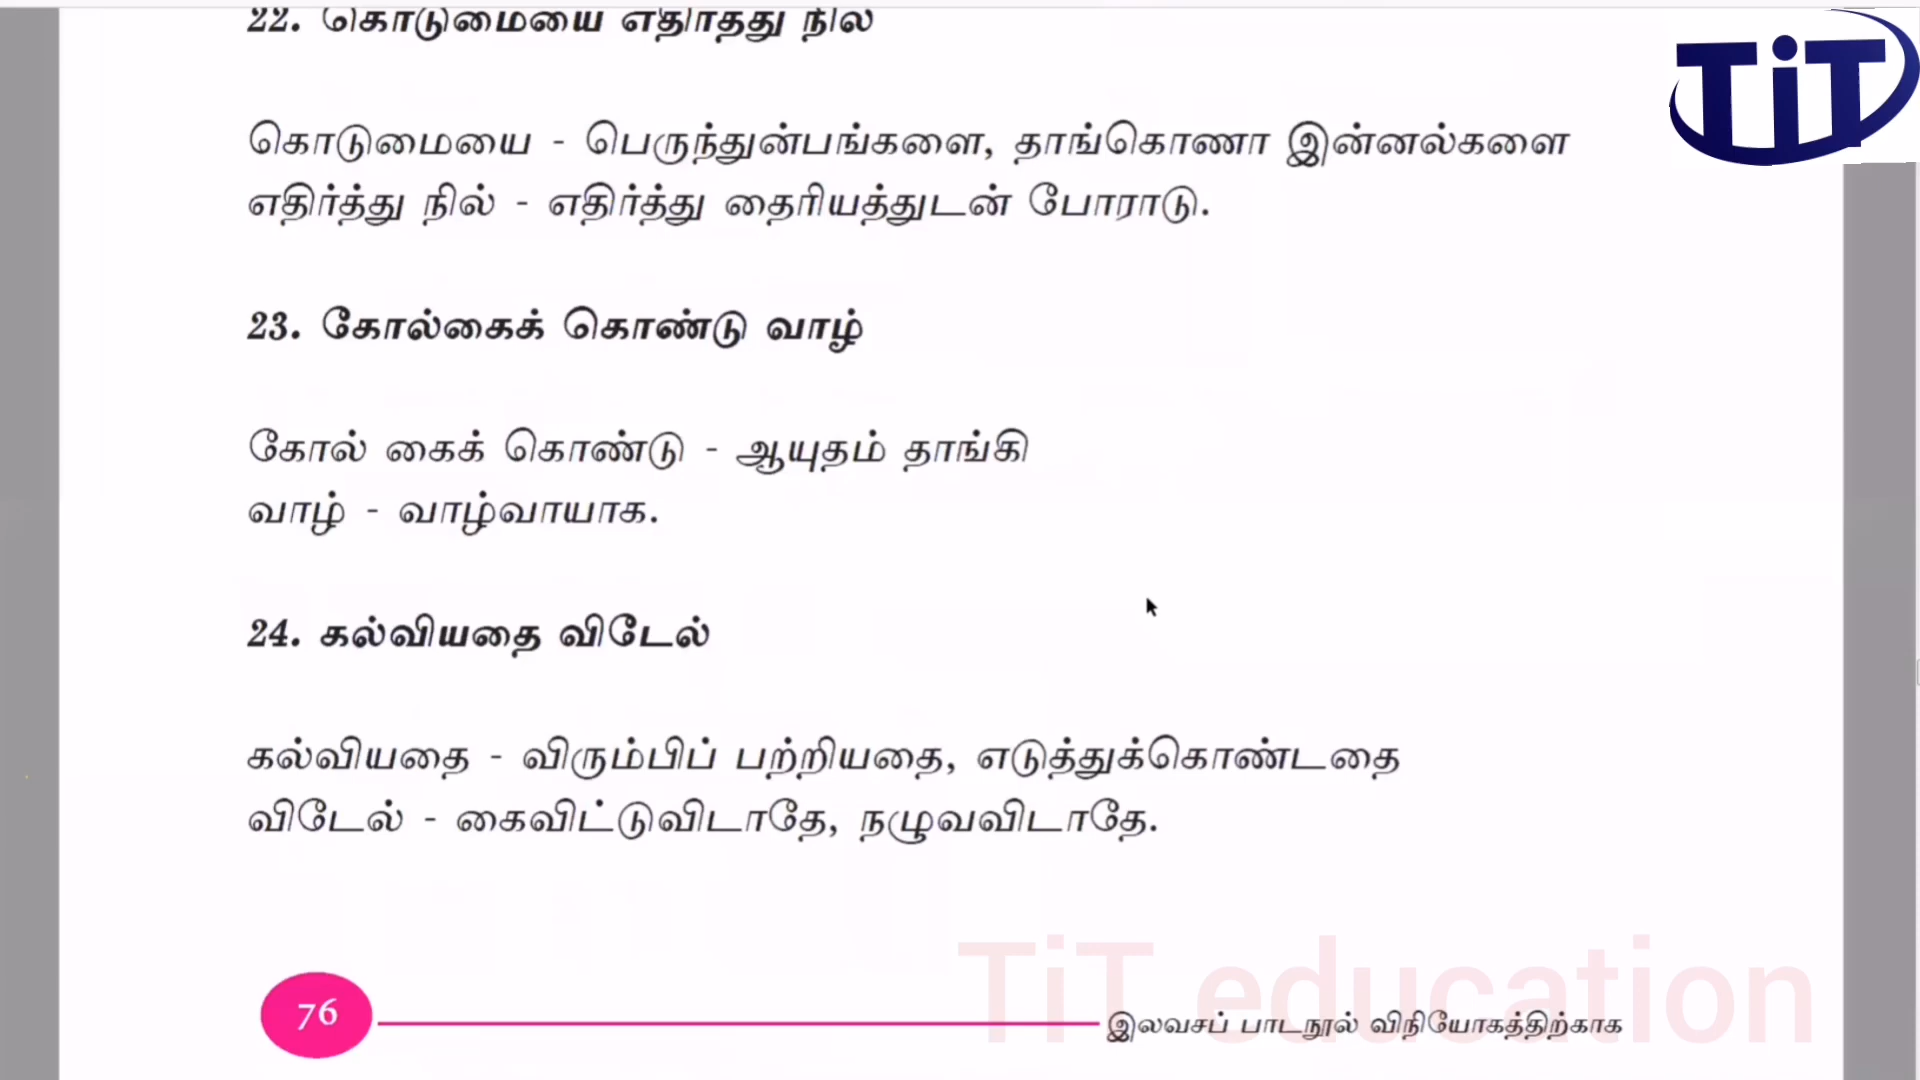 22. கொடுமையை எதிர்த்து நில்
TiT
கொடுமையை - பெருந்துன்பங்களை, தாங்கொணா இன்னல்களை
எதிர்த்து நில் - எதிர்த்து தைரியத்துடன் போராடு.
23. கோல்கைக் கொண்டு வாழ்
கோல் கைக் கொண்டு - ஆயுதம் தாங்கி
வாழ் - வாழ்வாயாக.
24. கல்வியதை விடேல்
கல்வியதை - விரும்பிப் பற்றியதை, எடுத்துக்கொண்டதை
விடேல் - கைவிட்டுவிடாதே, நழுவவிடாதே.
TiT education
76
இலவசப் பாடநூல் விநியோகத்திற்காக